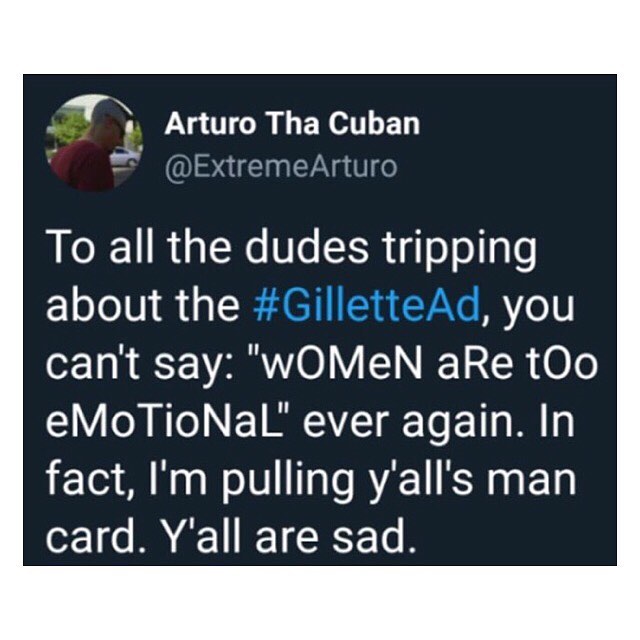 Arturo Tha Cuban
@ExtremeArturo
To all the dudes tripping
about the #GilletteAd, you
can't say: "wOMeN aRe tOo
eMoTioNaL" ever again. In
fact, I'm pulling y'all's man
card. Y'all are sad.